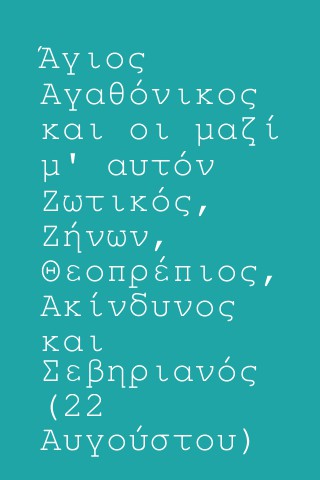 Άγιος
Αγαθόνικος
και οι μαζί
μ' αυτόν
Ζωτικός,
Ζήνων,
Θεοπρέπιος,
Ακίνδυνος
και
Σεβηριανός
(22
Αυγούστου)